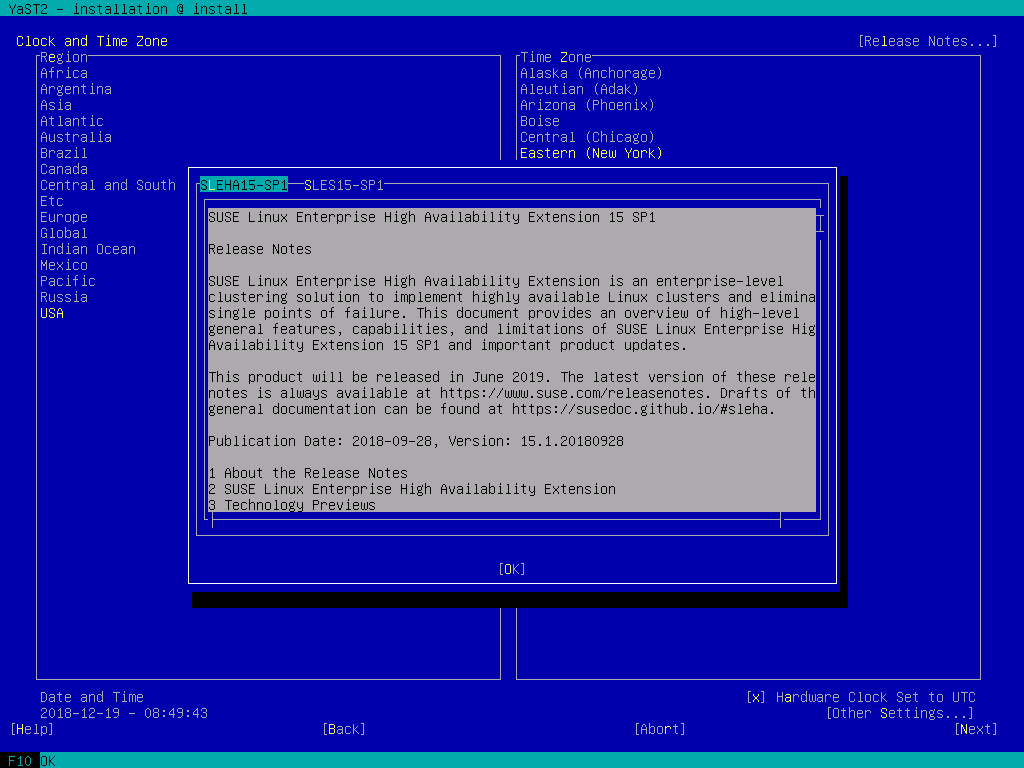 YaST2 - installation @ install
Clock and Time Zone
[Release Notes...]
Region
Africa
Argentina
Asia
Atlantic
Australia
Brazil
Canada
Central and South
Etc
Europe
Global
Indian Ocean
Mexico
Pacific
Russia
USA
Time Zone
Alaska (Anchorage)
Aleutian (Adak)
Arizona (Phoenix)
Boise
Central (Chicago)
Eastern (New York)
SLEHA15-SP1
SLES15-SP1
SUSE Linux Enterprise High Availability Extension 15 SP1
Release Notes
SUSE Linux Enterprise High Availability Extension is an enterprise-level
clustering solution to implement highly available Linux clusters and elimina
single points of failure. This document provides an overview of high-level
general features, capabilities, and limitations of SUSE Linux Enterprise Hig
Availability Extension 15 SP1 and important product updates.
This product will be released in June 2019. The latest version of these rele
notes is always available at https://www.suse.com/releasenotes. Drafts of th
general documentation can be found at https://susedoc.github.io/#sleha.
Publication Date: 2018-09-28, Version: 15.1.20180928
1 About the Release Notes
2 SUSE Linux Enterprise High Availability Extension
3 Technology Previews
[OK]
Date and Time
2018-12-19 - 08:49:43
[x] Hardware Clock Set to UTC
[Other Settings...]
[Help]
[Back]
[Abort]
[Next]
F10 OK